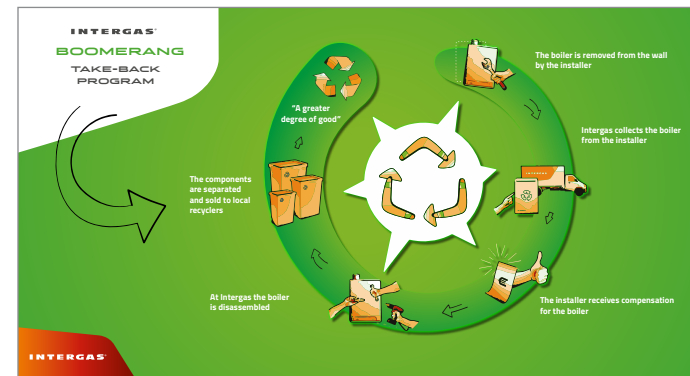 INTERGAS
BOOMERANG
TAKE-BACK
PROGRAM
The boiler is removed from the wall
by the installer
Intergas collects the boiler
from the installer
The installer receives compensation
for the boiler
At Intergas the boiler
is disassembled
The components
are separated
and sold to local
recyclers
"A greater
degree of good"
INTERGAS